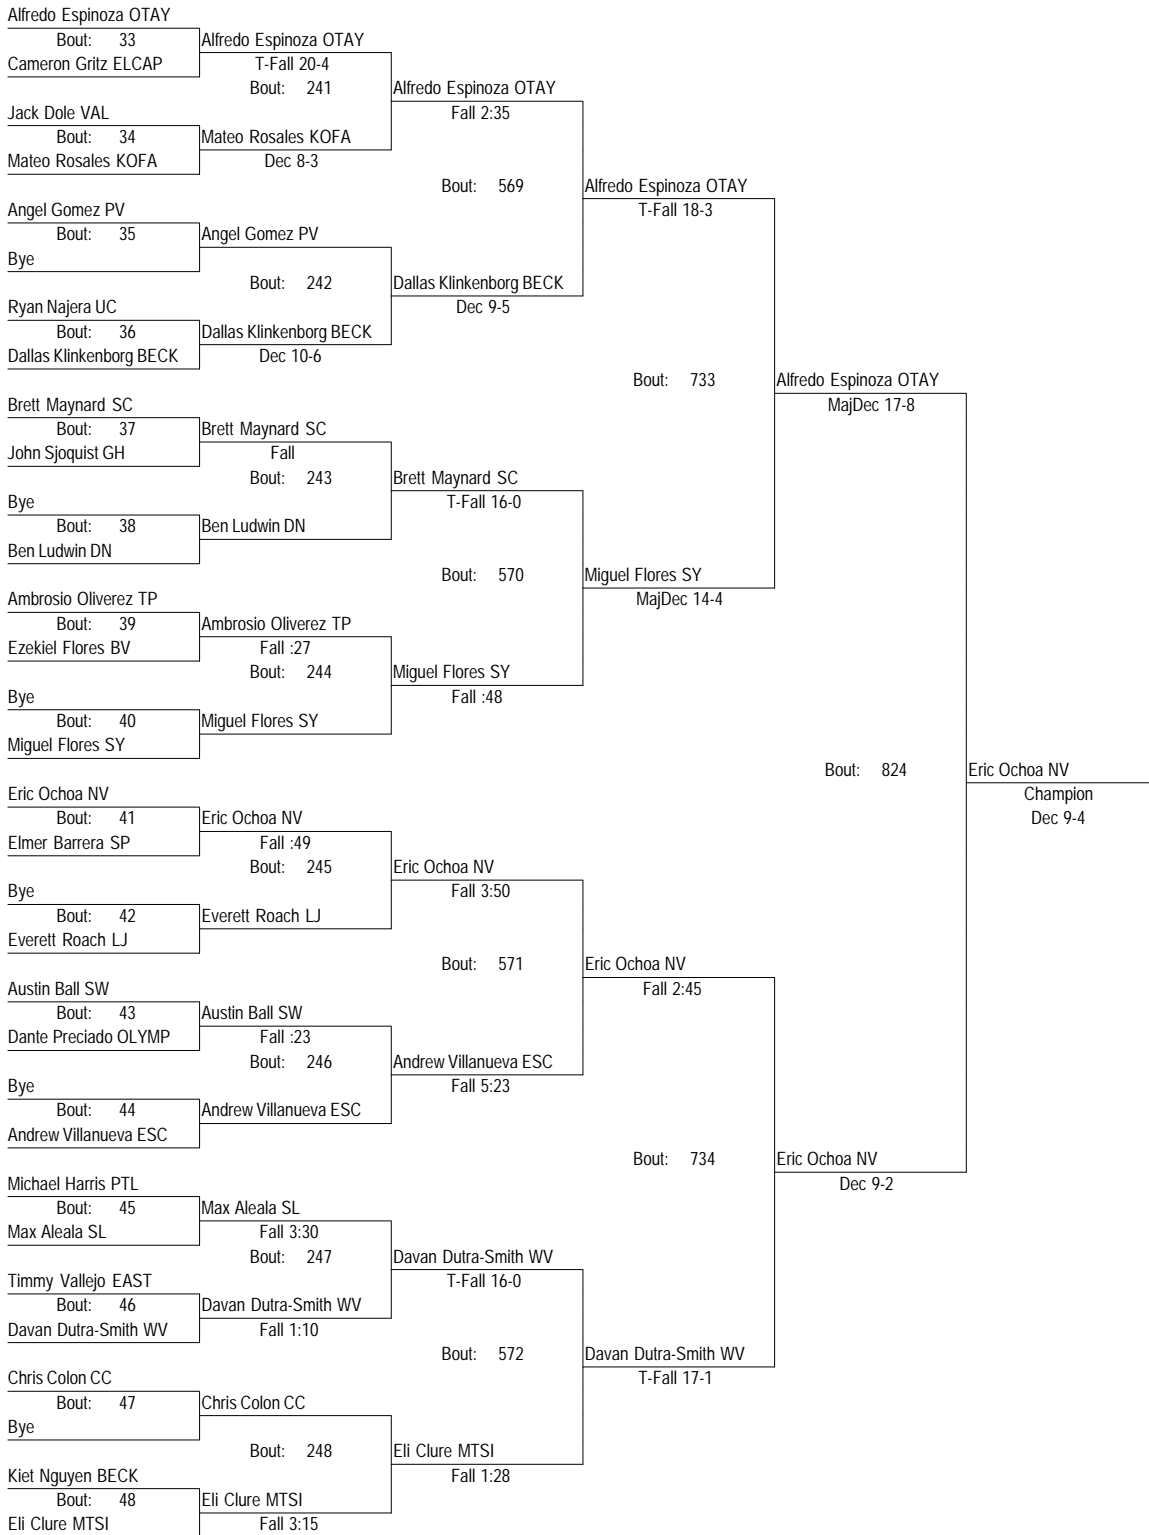 Alfredo Espinoza OTAY
Bout: 33
Alfredo Espinoza OTAY
Cameron Gritz ELCAP
T-Fall 20-4
Bout: 241
Alfredo Espinoza OTAY
Jack Dole VAL
Fall 2:35
Bout: 34
Mateo Rosales KOFA
Mateo Rosales KOFA
Dec 8-3
Bout: 569
Alfredo Espinoza OTAY
Angel Gomez PV
T-Fall 18-3
Bout: 35
Angel Gomez PV
Bye
Bout: 242
Dallas Klinkenborg BECK
Ryan Najera UC
Dec 9-5
Bout: 36
Dallas Klinkenborg BECK
Dallas Klinkenborg BECK
Dec 10-6
Bout: 733
Alfredo Espinoza OTAY
Brett Maynard SC
MajDec 17-8
Bout: 37
Brett Maynard SC
John Sjoquist GH
Fall
Bout: 243
Brett Maynard SC
Bye
T-Fall 16-0
Bout: 38
Ben Ludwin DN
Ben Ludwin DN
Bout: 570
Miguel Flores SY
Ambrosio Oliverez TP
MajDec 14-4
Bout: 39
Ambrosio Oliverez TP
Ezekiel Flores BV
Fall :27
Bout: 244
Miguel Flores SY
Bye
Fall :48
Bout: 40
Miguel Flores SY
Miguel Flores SY
Bout: 824
Eric Ochoa NV
Eric Ochoa NV
Champion
Bout: 41
Eric Ochoa NV
Dec 9-4
Elmer Barrera SP
Fall :49
Bout: 245
Eric Ochoa NV
Bye
Fall 3:50
Bout: 42
Everett Roach LJ
Everett Roach LJ
Bout: 571
Eric Ochoa NV
Austin Ball SW
Fall 2:45
Bout: 43
Austin Ball SW
Dante Preciado OLYMP
Fall :23
Bout: 246
Andrew Villanueva ESC
Bye
Fall 5:23
Bout: 44
Andrew Villanueva ESC
Andrew Villanueva ESC
Bout: 734
Eric Ochoa NV
Michael Harris PTL
Dec 9-2
Bout: 45
Max Aleala SL
Max Aleala SL
Fall 3:30
Bout: 247
Davan Dutra-Smith WV
Timmy Vallejo EAST
T-Fall 16-0
Bout: 46
Davan Dutra-Smith WV
Davan Dutra-Smith WV
Fall 1:10
Bout: 572
Davan Dutra-Smith WV
Chris Colon CC
T-Fall 17-1
Bout: 47
Chris Colon CC
Bye
Bout: 248
Eli Clure MTSI
Kiet Nguyen BECK
Fall 1:28
Bout: 48
Eli Clure MTSI
Eli Clure MTSI
Fall 3:15